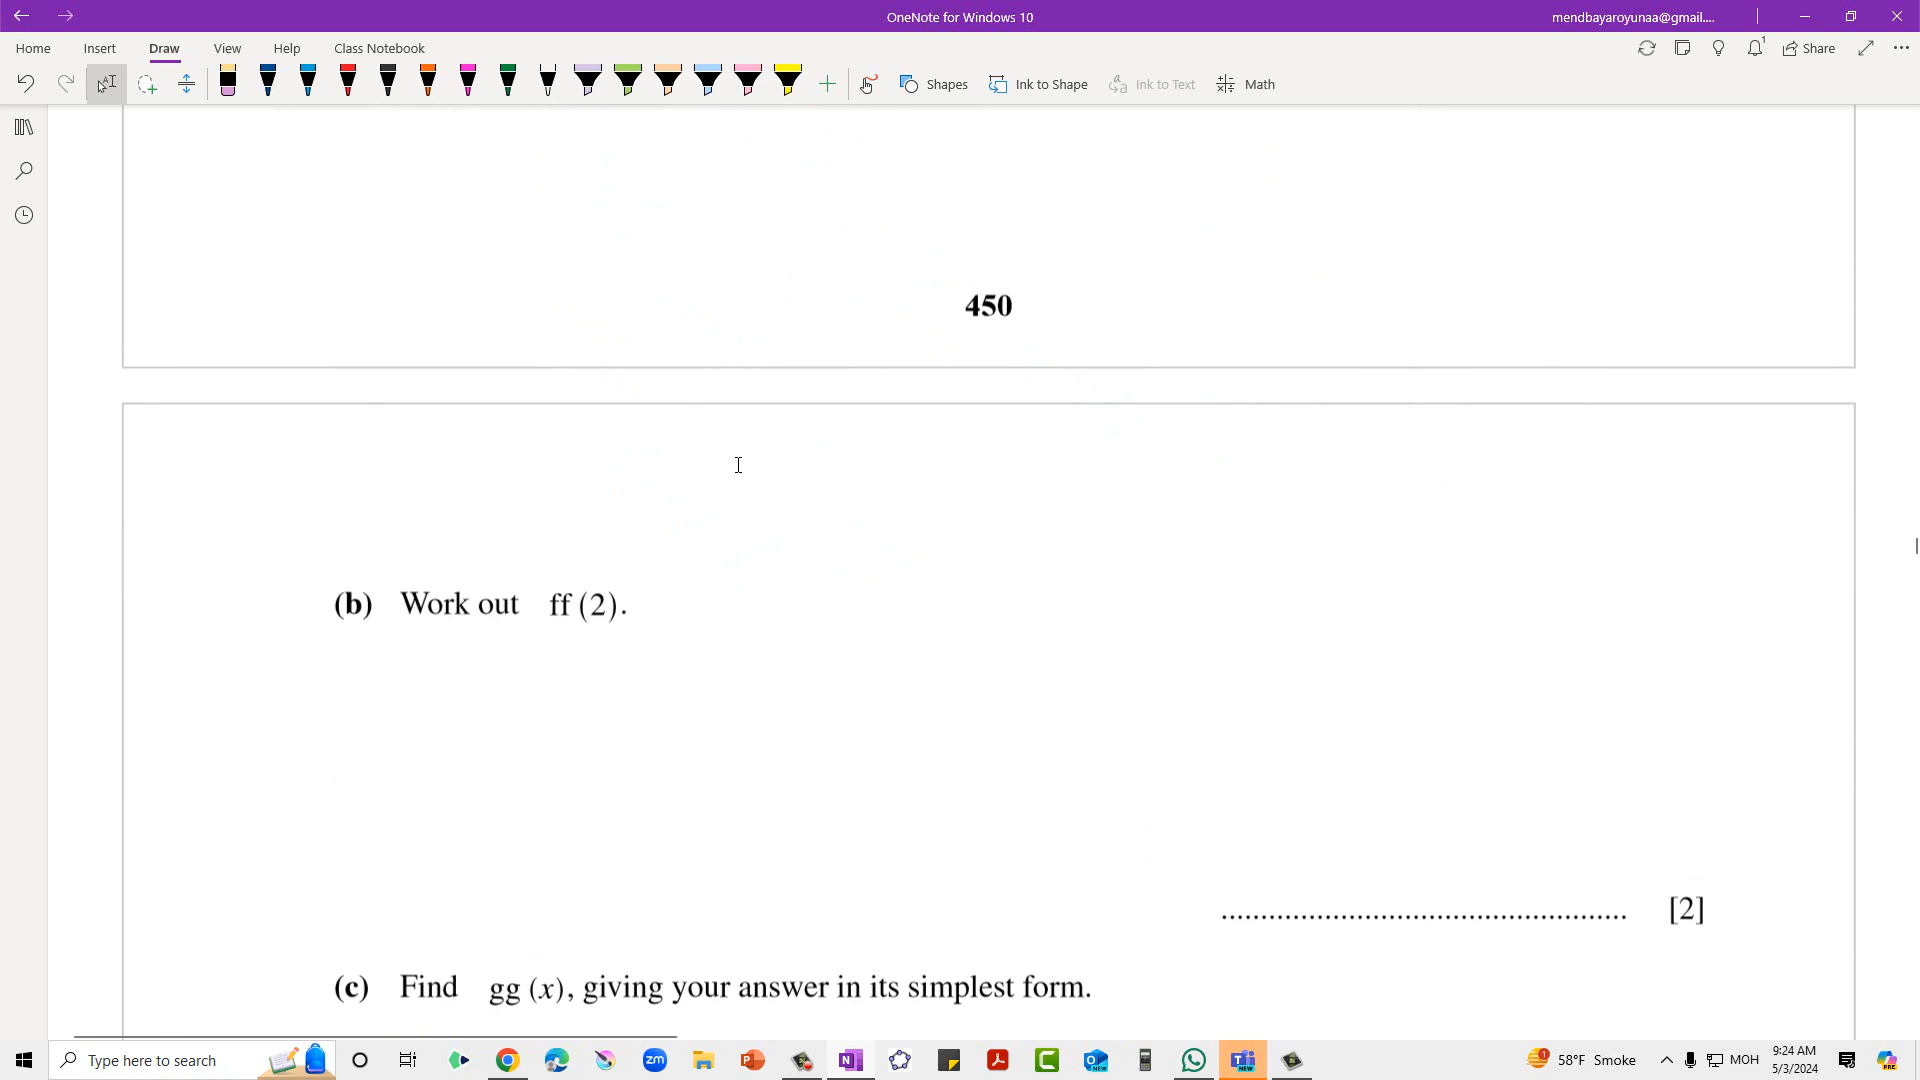 OneNote for Windows 10
mendbayaroyunaa@gmail....
Home Insert Draw View Help Class Notebook
1 Share
Shapes Ink to Shape Ink to Text Math
450
(b) Work out ff (2).
................................................... [2]
(c) Find gg (x), giving your answer in its simplest form.
Type here to search
58°F Smoke
MOH
9:24 AM
5/3/2024